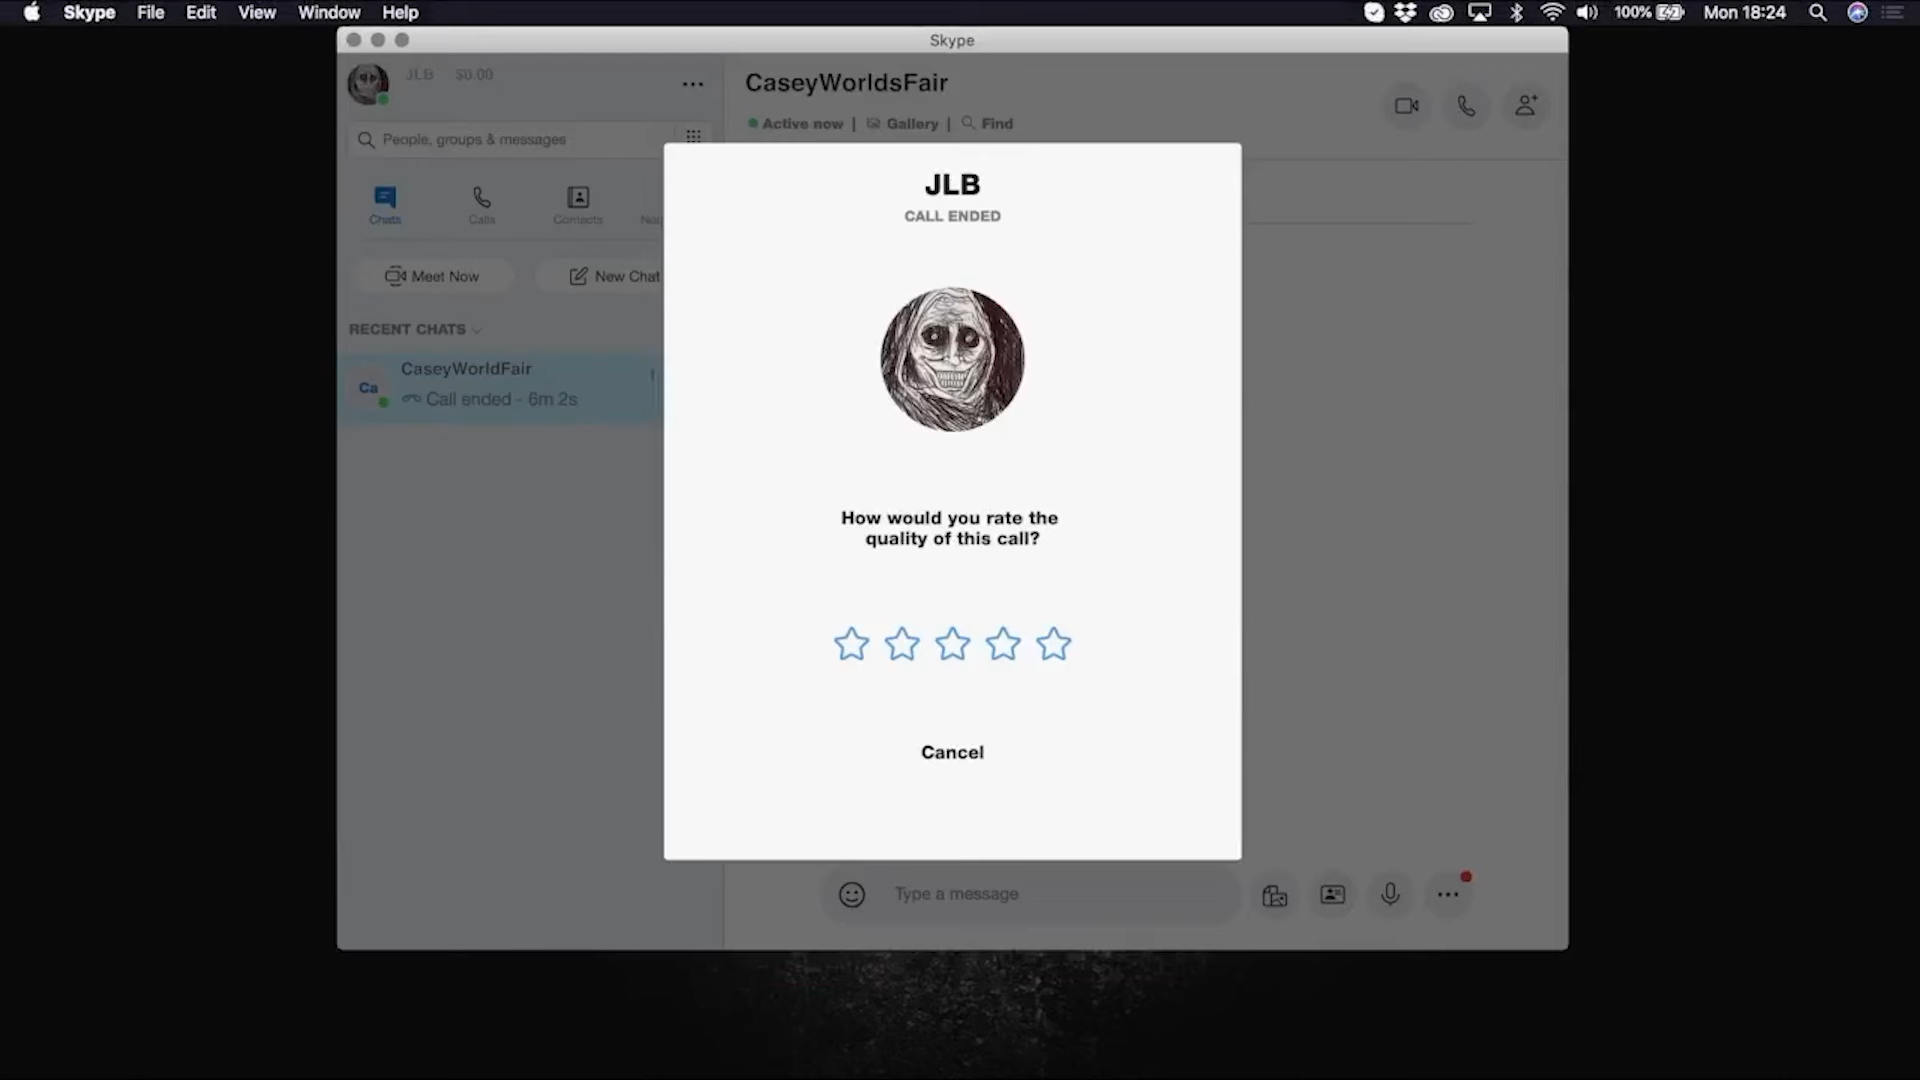 Skype File Edit View Window Help 100% Mon 18:24
Skype
JLB $0.00
People, groups & messages
Chats Calls Contacts
Meet Now New Chat
RECENT CHATS
CaseyWorldFair
Ca
Call ended - 6m 2s
CaseyWorldsFair
Active now | Gallery | Find
JLB
CALL ENDED
How would you rate the
quality of this call?
Cancel
Type a message